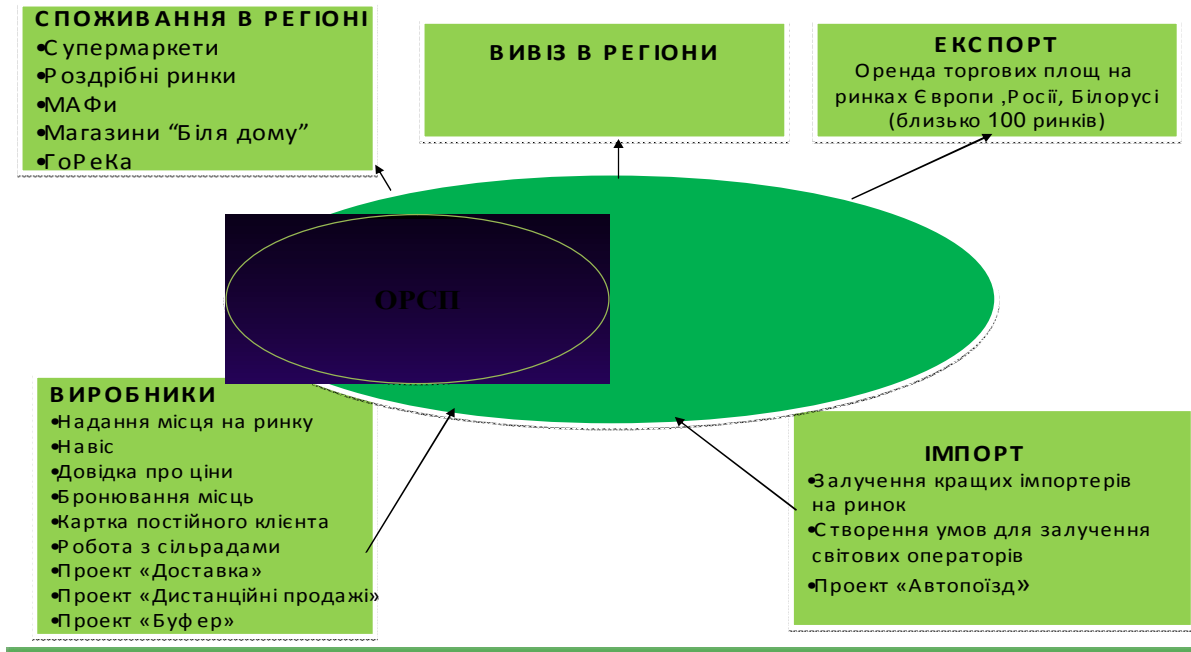 СПОЖИВАННЯ В РЕГІОНІ
•Супермаркети
•Роздрібні ринки
•МАФи
•Магазини “Біля дому”
•ГоРеКа
ВИВІЗ В РЕГІОНИ
ЕКСПОРТ
Оренда торгових площ на
ринках Європи ,Росії, Білорусі
(близько 100 ринків)
ОРСП
ВИРОБНИКИ
•Надання місця на ринку
•Навіс
•Довідка про ціни
•Бронювання місць
•Картка постійного клієнта
•Робота з сільрадами
•Проект «Доставка»
•Проект «Дистанційні продажі»
•Проект «Буфер»
ІМПОРТ
•Залучення кращих імпортерів
на ринок
•Створення умов для залучення
світових операторів
•Проект «Автопоїзд»